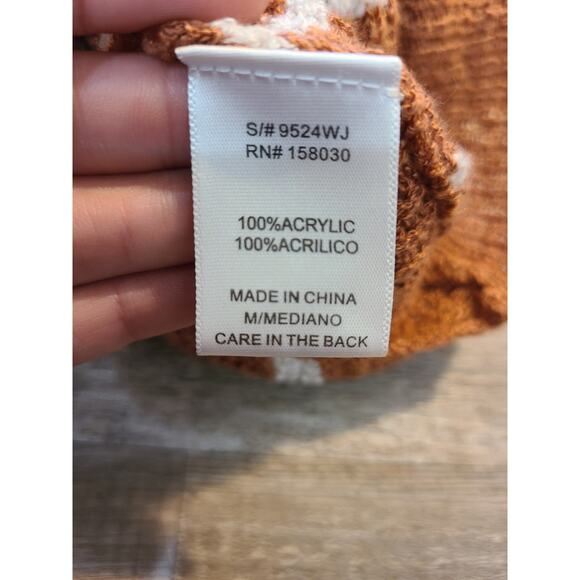 S/# 9524WJ
RN# 158030
100%ACRYLIC
100%ACRILICO
MADE IN CHINA
M/MEDIANO
CARE IN THE BACK